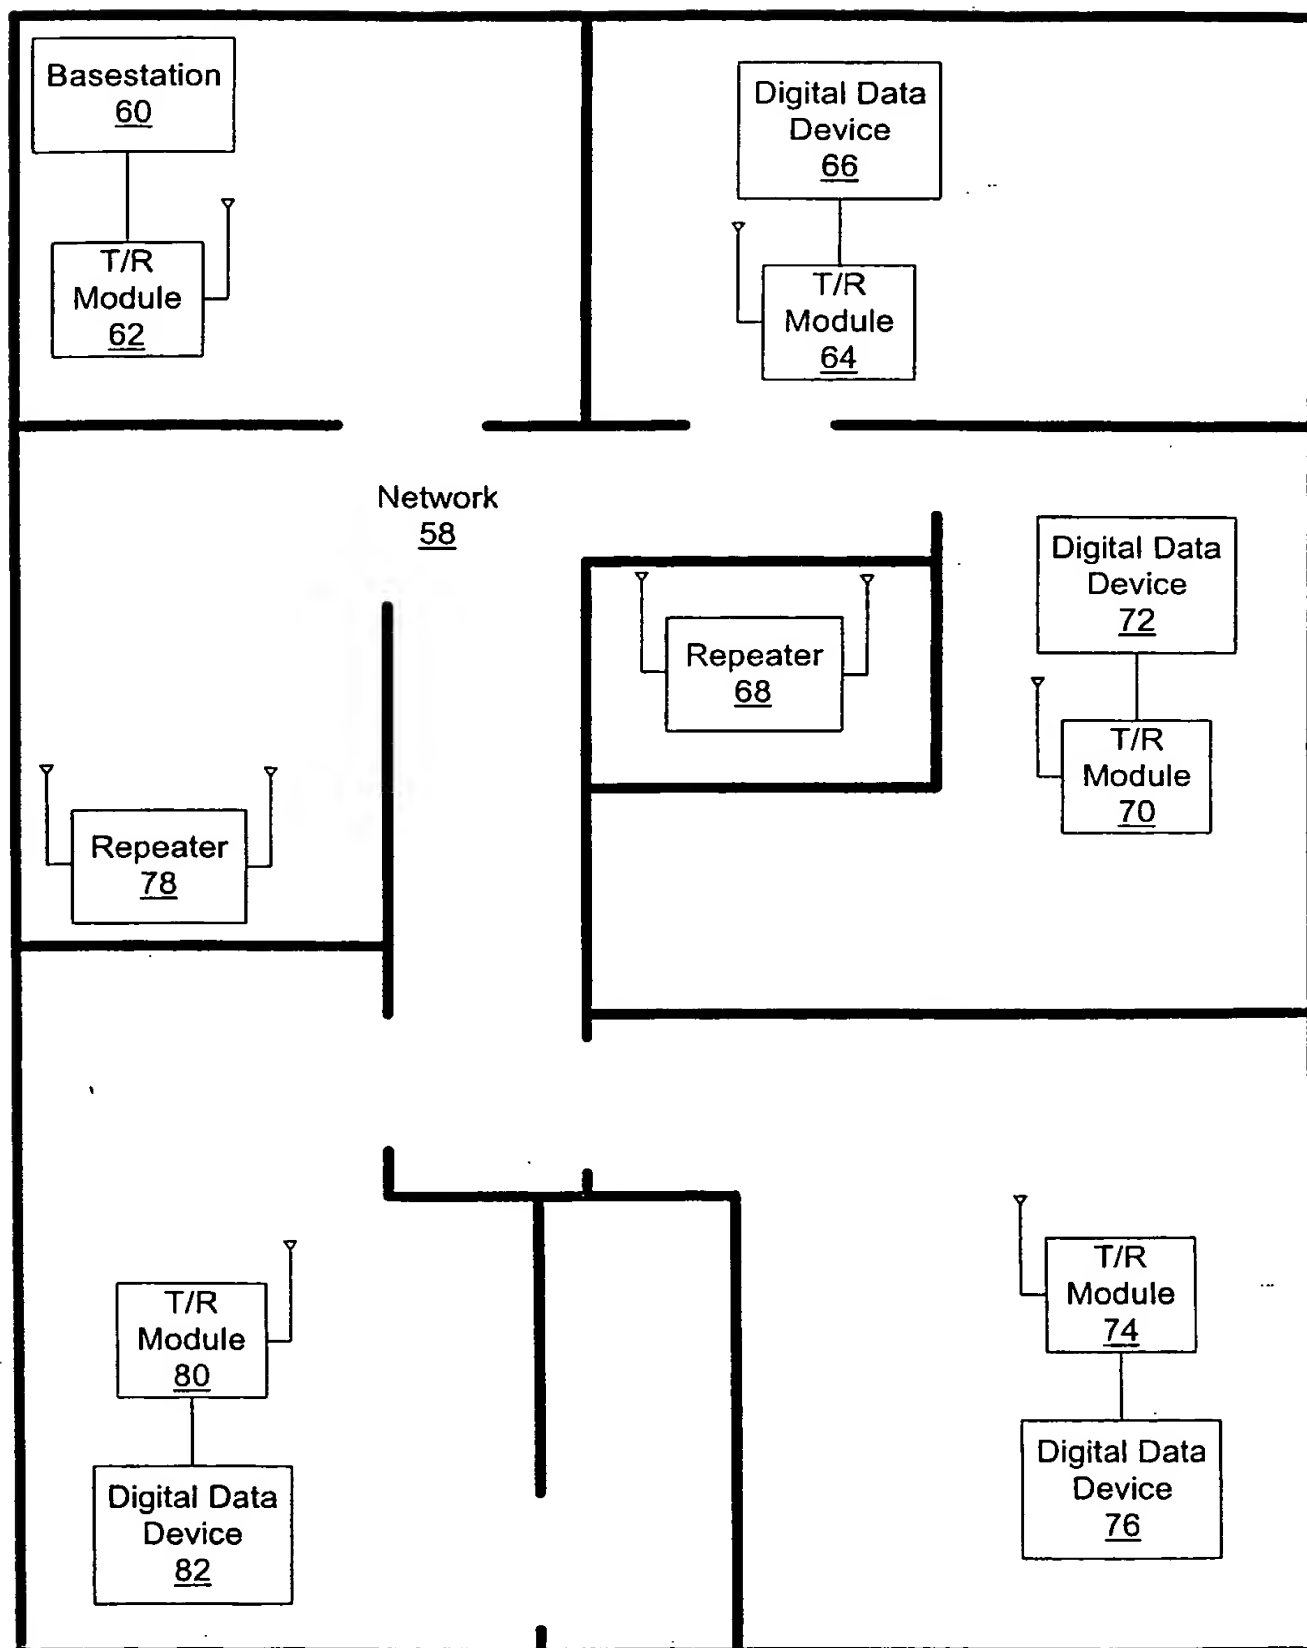 Basestation
60
T/R
Module
62
Digital Data
Device
66
T/R
Module
64
Network
58
Digital Data
Device
72
T/R
Module
70
Repeater
68
Repeater
78
T/R
Module
80
Digital Data
Device
82
T/R
Module
74
Digital Data
Device
76